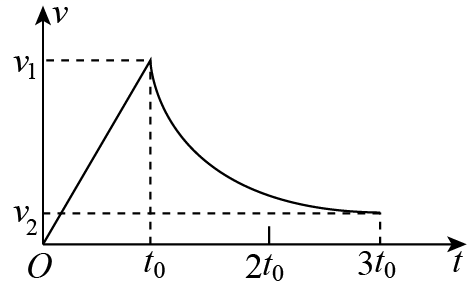 v
v₁
v₂
O
t₀
2t₀
3t₀
t